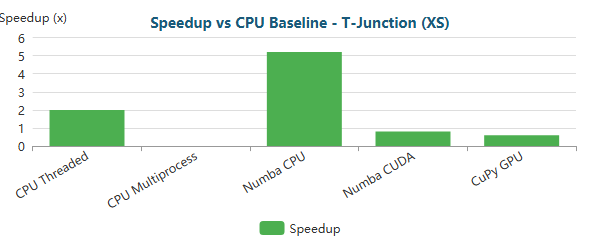 Speedup (x)
Speedup vs CPU Baseline - T-Junction (XS)
6
5
4
3
2
1
0
CPU Threaded
CPU Multiprocess
Numba CPU
Numba CUDA
CuPy GPU
Speedup